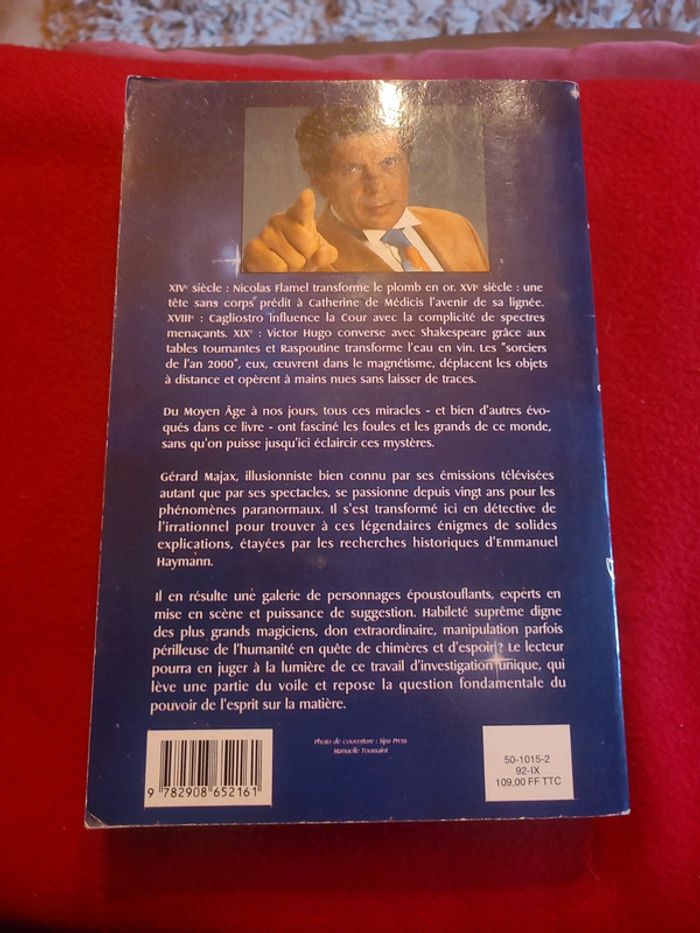 XIVe siècle : Nicolas Flamel transforme le plomb en or. XVIe siècle : une
tête sans corps prédit à Catherine de Médicis l'avenir de sa lignée.
XVIIIe : Cagliostro influence la Cour avec la complicité de spectres
menaçants. XIXe : Victor Hugo converse avec Shakespeare grâce aux
tables tournantes et Raspoutine transforme l'eau en vin. Les "sorciers
de l'an 2000", eux, œuvrent dans le magnétisme, déplacent les objets
à distance et opèrent à mains nues sans laisser de traces.
Du Moyen Âge à nos jours, tous ces miracles - et bien d'autres évo-
qués dans ce livre - ont fasciné les foules et les grands de ce monde,
sans qu'on puisse jusqu'ici éclaircir ces mystères.
Gérard Majax, illusionniste bien connu par ses émissions télévisées
autant que par ses spectacles, se passionne depuis vingt ans pour les
phénomènes paranormaux. Il s'est transformé ici en détective de
l'irrationnel pour trouver à ces légendaires énigmes de solides
explications, étayées par les recherches historiques d'Emmanuel
Haymann.
Il en résulte une galerie de personnages époustouflants, experts en
mise en scène et puissance de suggestion. Habileté suprême digne
des plus grands magiciens, don extraordinaire, manipulation parfois
périlleuse de l'humanité en quête de chimères et d'espoir ? Le lecteur
pourra en juger à la lumière de ce travail d'investigation unique, qui
lève une partie du voile et repose la question fondamentale du
pouvoir de l'esprit sur la matière.
Photo de couverture : Sipa Press
Manuelle Toussaint
9 782908 652161
50-1015-2
92-IX
109,00 FF TTC